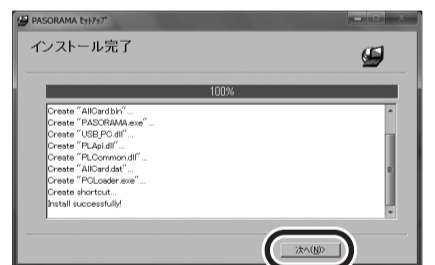 PASORAMA ｾｯﾄｱｯﾌﾟ
インストール完了
100%
Create "AllCard.bin"...
Create "PASORAMA.exe"...
Create "USB_PC.dll"...
Create "PLApi.dll"...
Create "PLCommon.dll"...
Create "AllCard.dat"...
Create "PCLoader.exe"...
Create shortcut...
Install successfully!
次へ(N)>